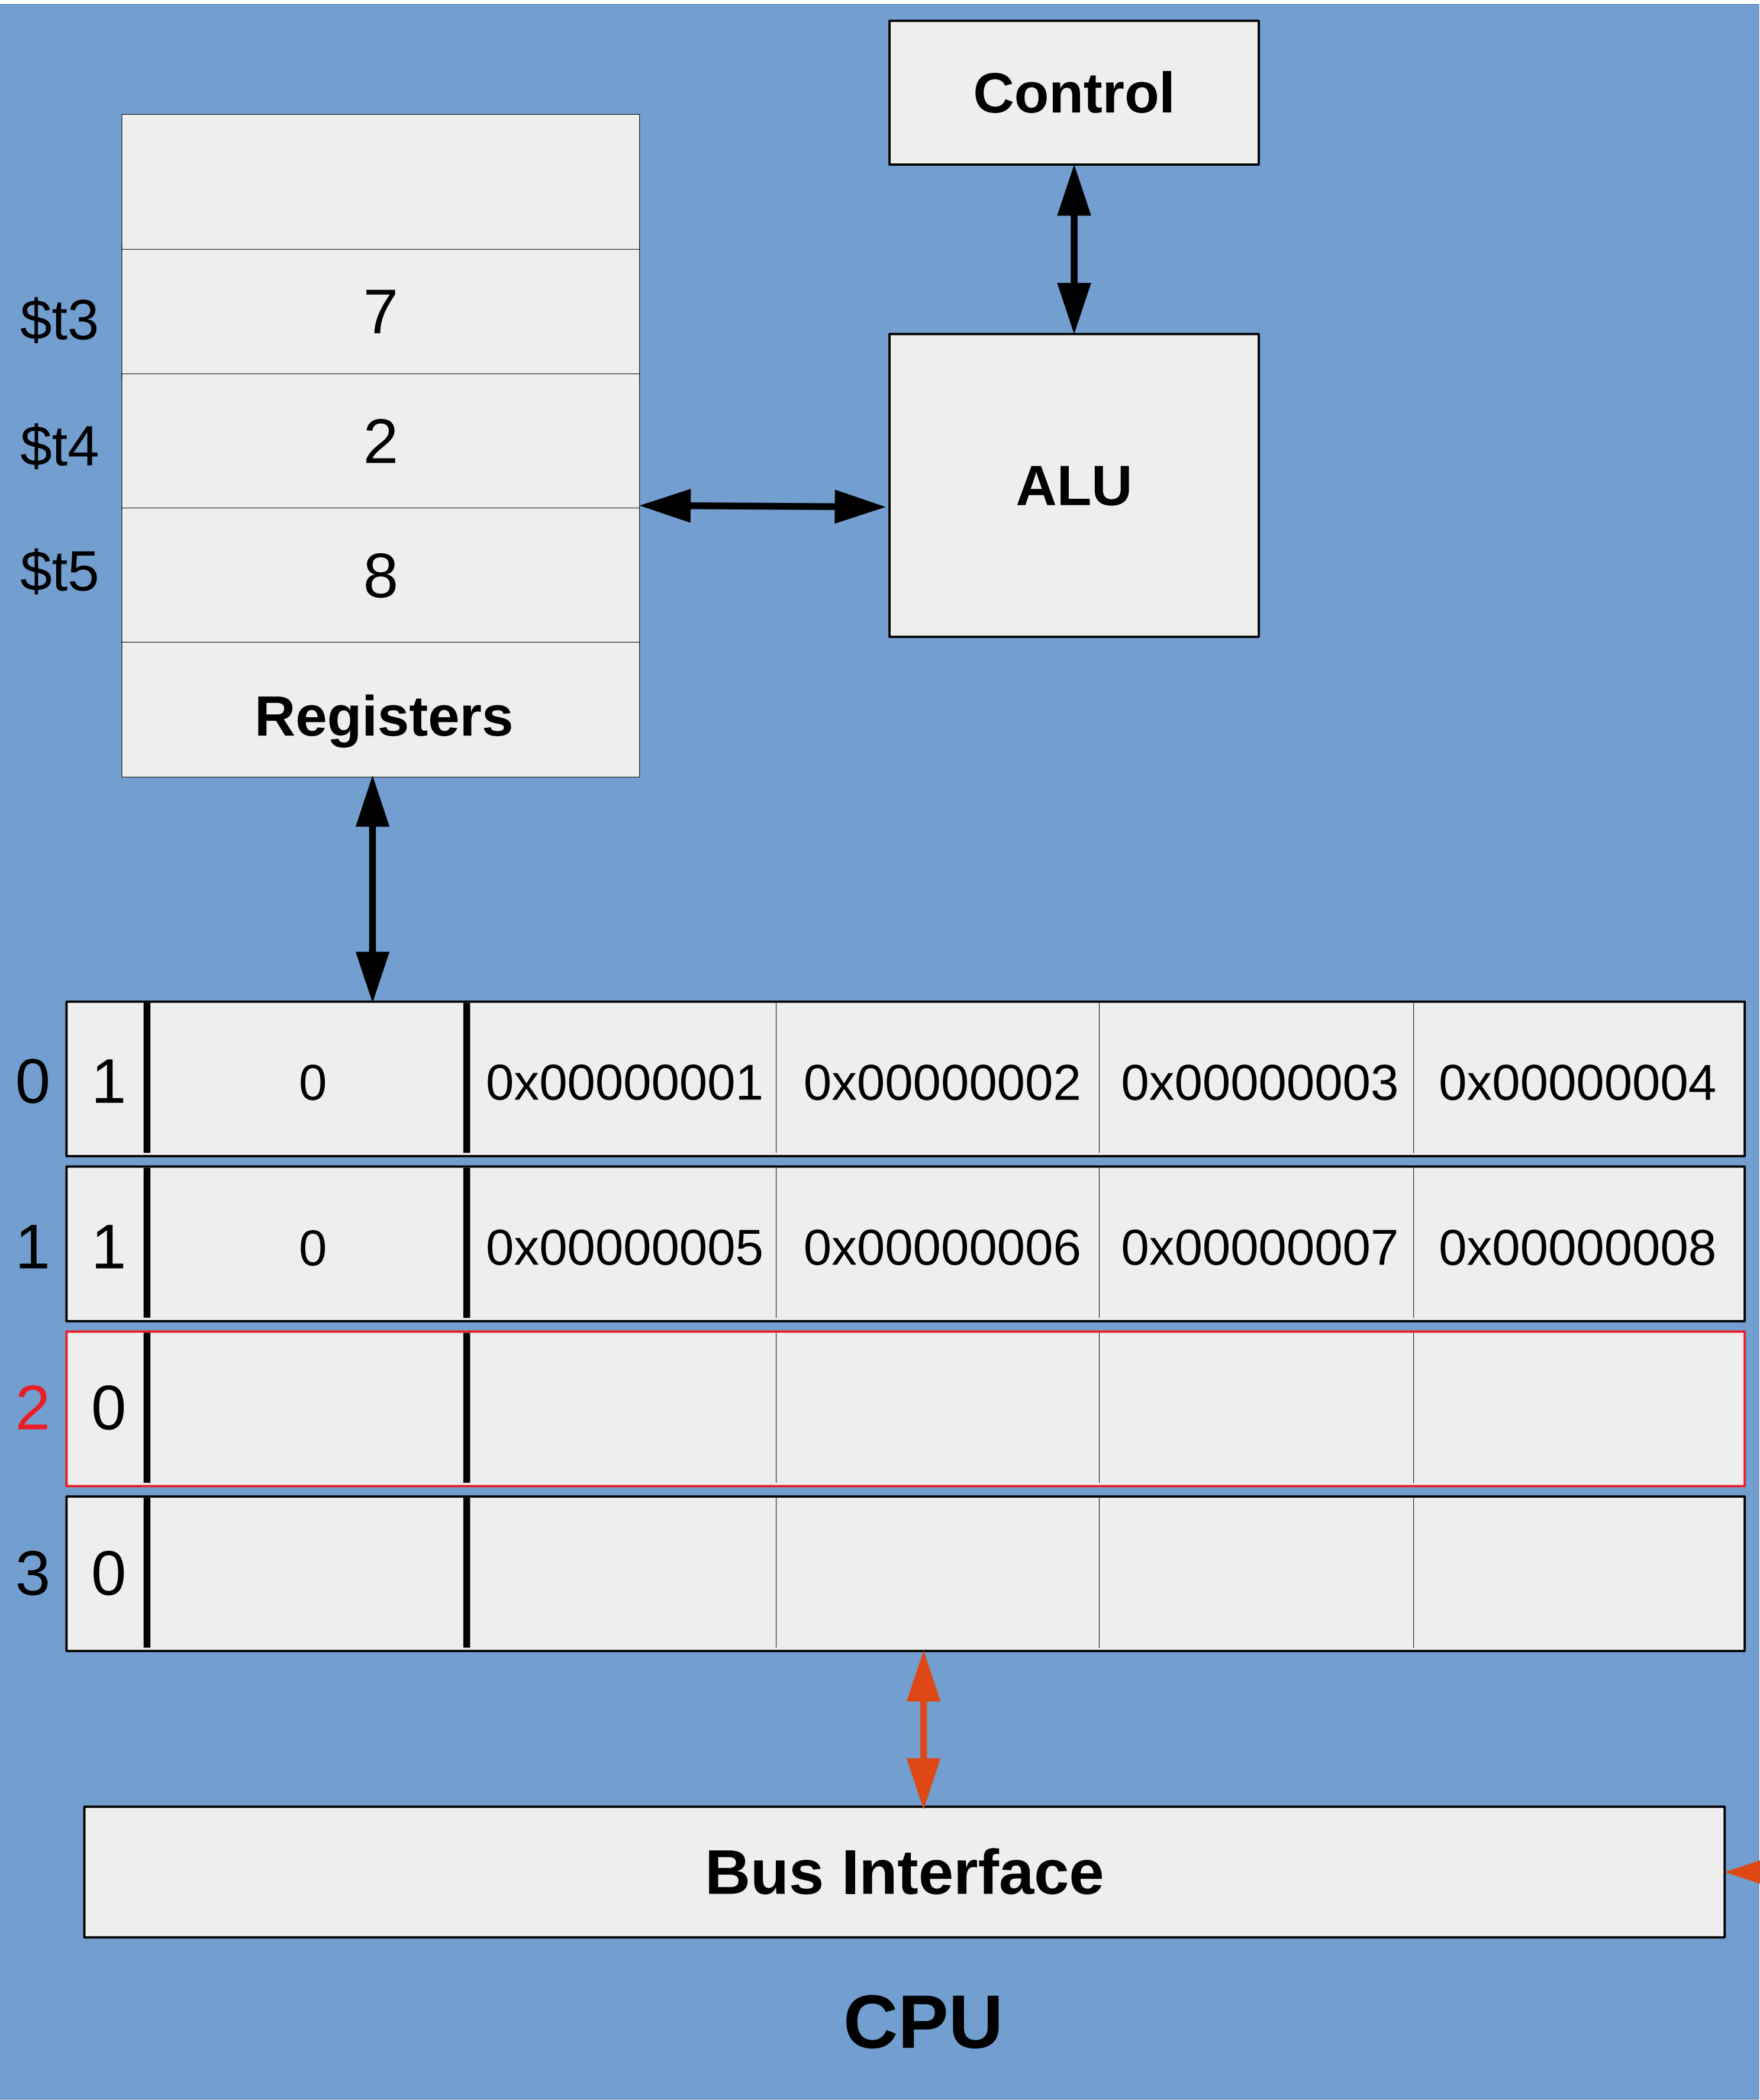 Control
$t3 7
$t4 2
ALU
$t5 8
Registers
0 1 0 0x00000001 0x00000002 0x00000003 0x00000004
1 1 0 0x00000005 0x00000006 0x00000007 0x00000008
2 0
3 0
Bus Interface
CPU